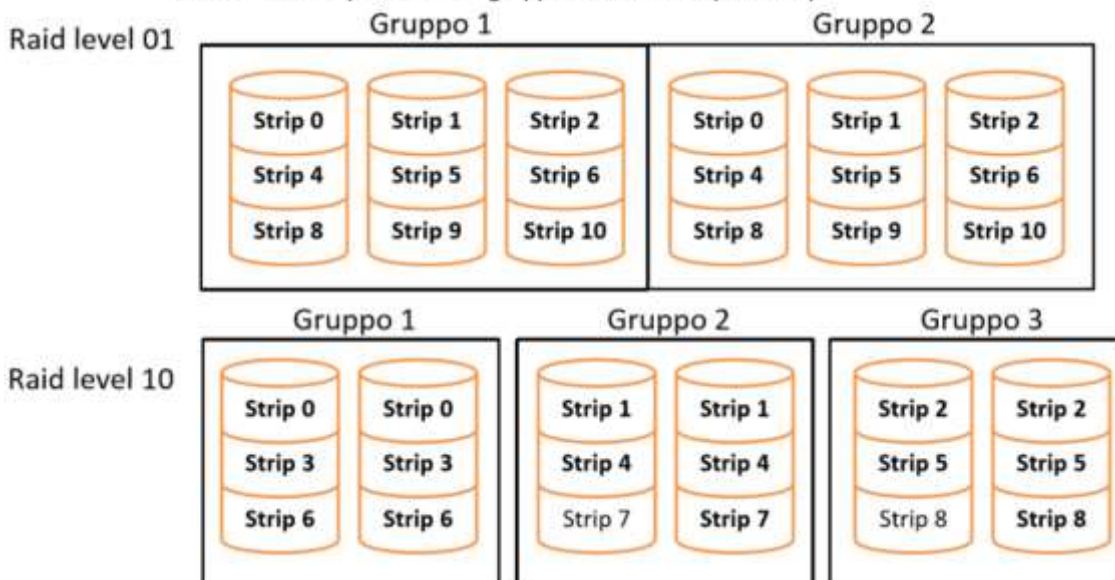 Gruppo 1 Gruppo 2
Raid level 01
Strip 0 Strip 1 Strip 2 Strip 0 Strip 1 Strip 2
Strip 4 Strip 5 Strip 6 Strip 4 Strip 5 Strip 6
Strip 8 Strip 9 Strip 10 Strip 8 Strip 9 Strip 10
Gruppo 1 Gruppo 2 Gruppo 3
Raid level 10
Strip 0 Strip 0 Strip 1 Strip 1 Strip 2 Strip 2
Strip 3 Strip 3 Strip 4 Strip 4 Strip 5 Strip 5
Strip 6 Strip 6 Strip 7 Strip 7 Strip 8 Strip 8